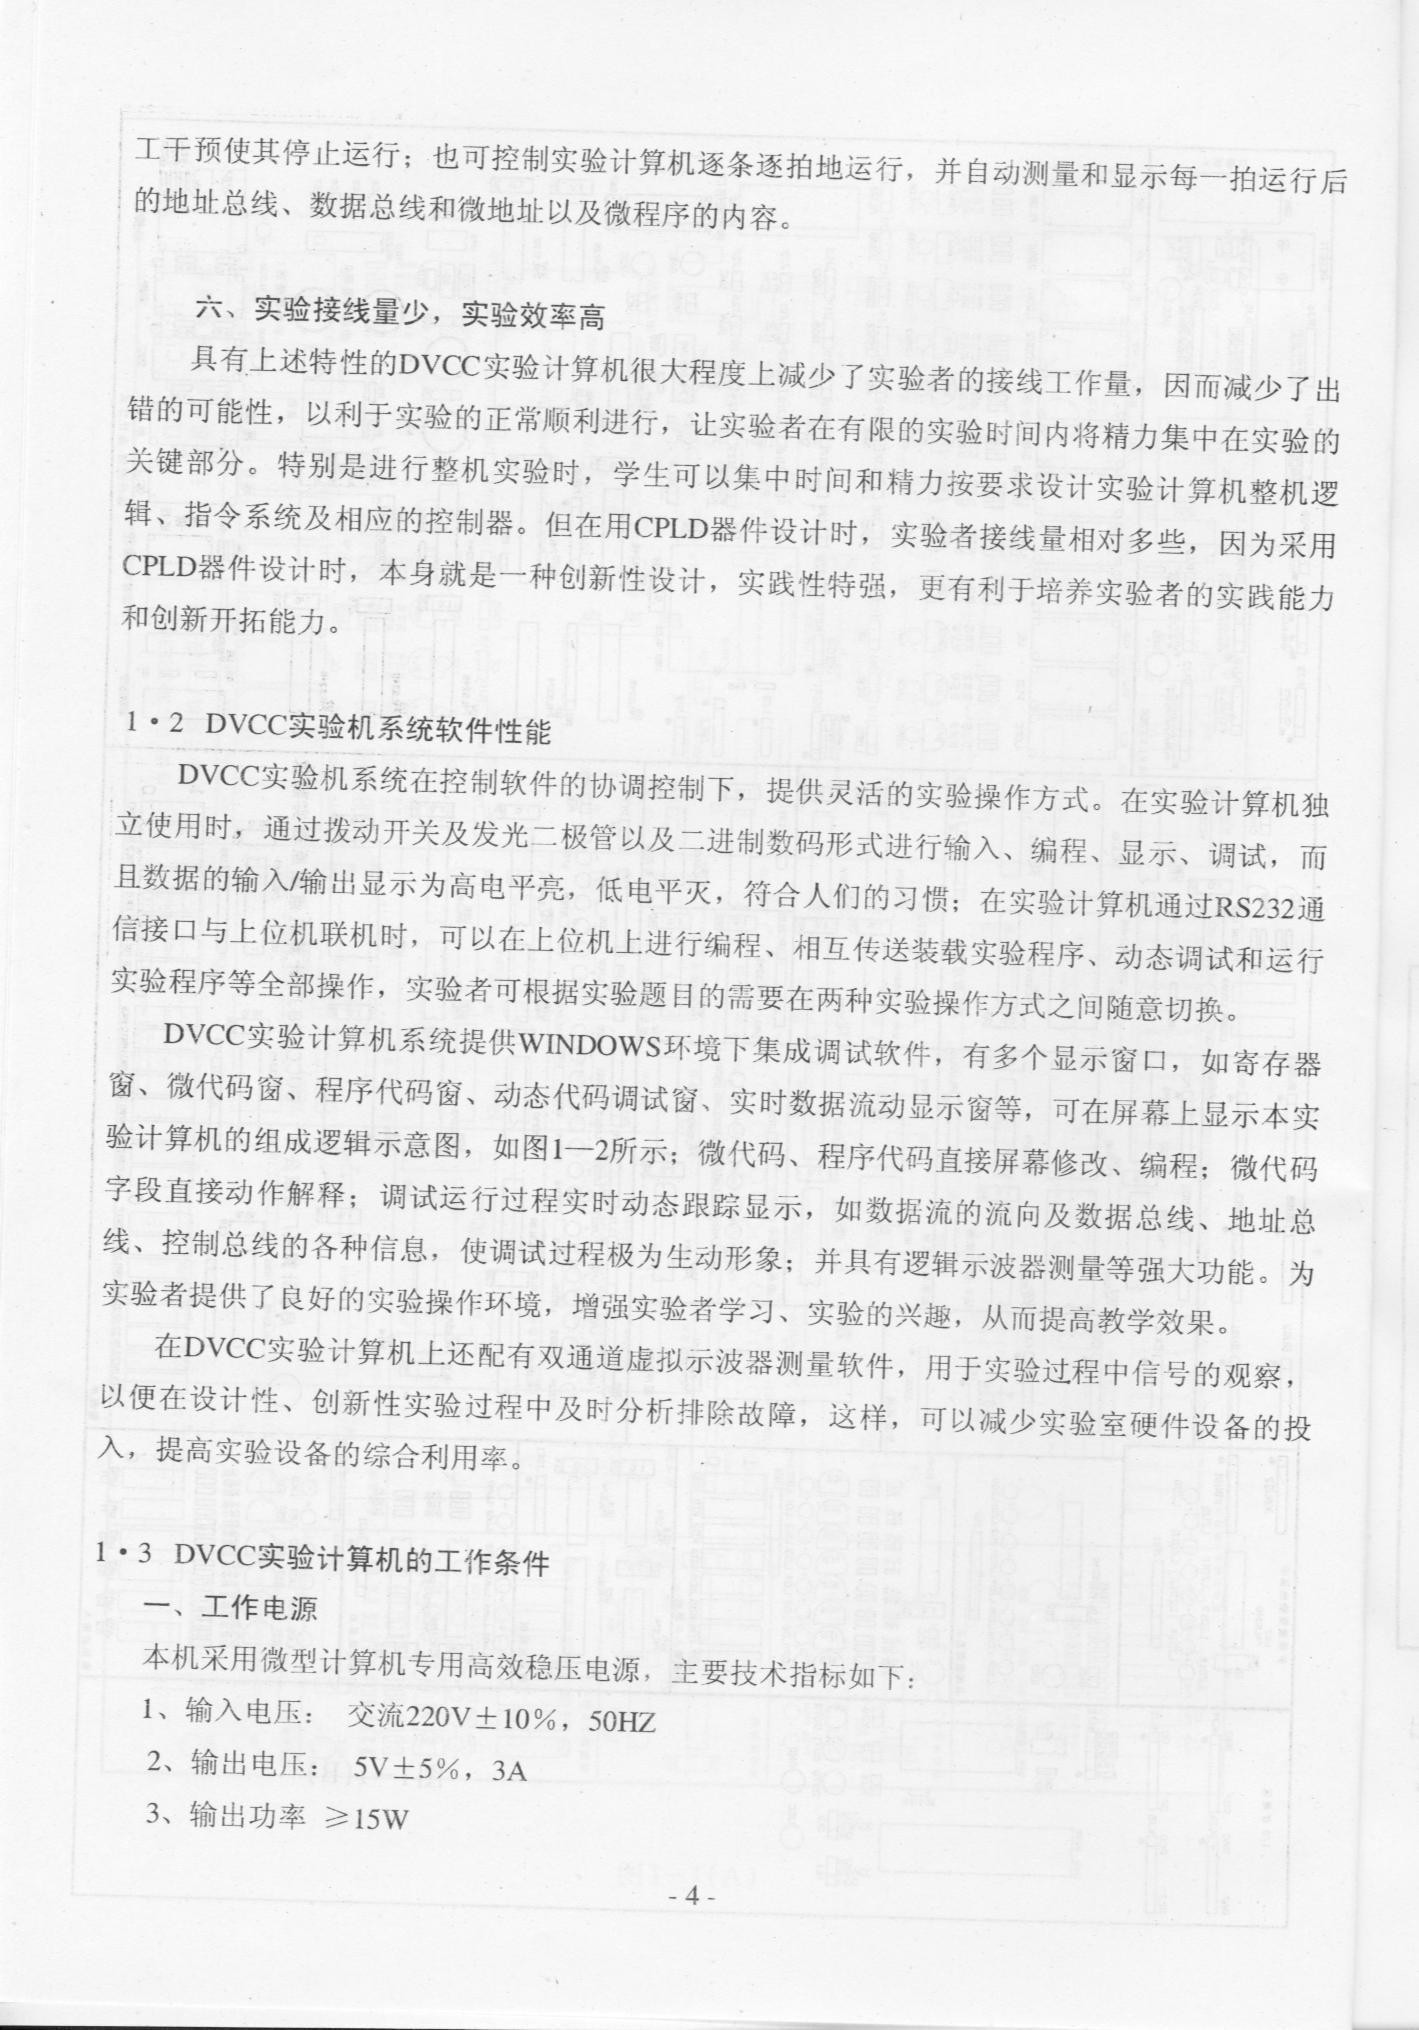 工干预使其停止运行；也可控制实验计算机逐条逐拍地运行，并自动测量和显示每一拍运行后
的地址总线、数据总线和微地址以及微程序的内容。
六、实验接线量少，实验效率高
具有上述特性的DVCC实验计算机很大程度上减少了实验者的接线工作量，因而减少了出
错的可能性，以利于实验的正常顺利进行，让实验者在有限的实验时间内将精力集中在实验的
关键部分。特别是进行整机实验时，学生可以集中时间和精力按要求设计实验计算机整机逻
辑、指令系统及相应的控制器。但在用CPLD器件设计时，实验者接线量相对多些，因为采用
CPLD器件设计时，本身就是一种创新性设计，实践性特强，更有利于培养实验者的实践能力
和创新开拓能力。
1·2 DVCC实验机系统软件性能
DVCC实验机系统在控制软件的协调控制下，提供灵活的实验操作方式。在实验计算机独
立使用时，通过拨动开关及发光二极管以及二进制数码形式进行输入、编程、显示、调试，而
且数据的输入/输出显示为高电平亮，低电平灭，符合人们的习惯；在实验计算机通过RS232通
信接口与上位机联机时，可以在上位机上进行编程、相互传送装载实验程序、动态调试和运行
实验程序等全部操作，实验者可根据实验题目的需要在两种实验操作方式之间随意切换。
DVCC实验计算机系统提供WINDOWS环境下集成调试软件，有多个显示窗口，如寄存器
窗、微代码窗、程序代码窗、动态代码调试窗、实时数据流动显示窗等，可在屏幕上显示本实
验计算机的组成逻辑示意图，如图1—2所示；微代码、程序代码直接屏幕修改、编程；微代码
字段直接动作解释；调试运行过程实时动态跟踪显示，如数据流的流向及数据总线、地址总
线、控制总线的各种信息，使调试过程极为生动形象；并具有逻辑示波器测量等强大功能。为
实验者提供了良好的实验操作环境，增强实验者学习、实验的兴趣，从而提高教学效果。
在DVCC实验计算机上还配有双通道虚拟示波器测量软件，用于实验过程中信号的观察，
以便在设计性、创新性实验过程中及时分析排除故障，这样，可以减少实验室硬件设备的投
入，提高实验设备的综合利用率。
1·3 DVCC实验计算机的工作条件
一、工作电源
本机采用微型计算机专用高效稳压电源，主要技术指标如下：
1、输入电压： 交流220V±10%，50HZ
2、输出电压： 5V±5%，3A
3、输出功率 ≥15W
- 4 -